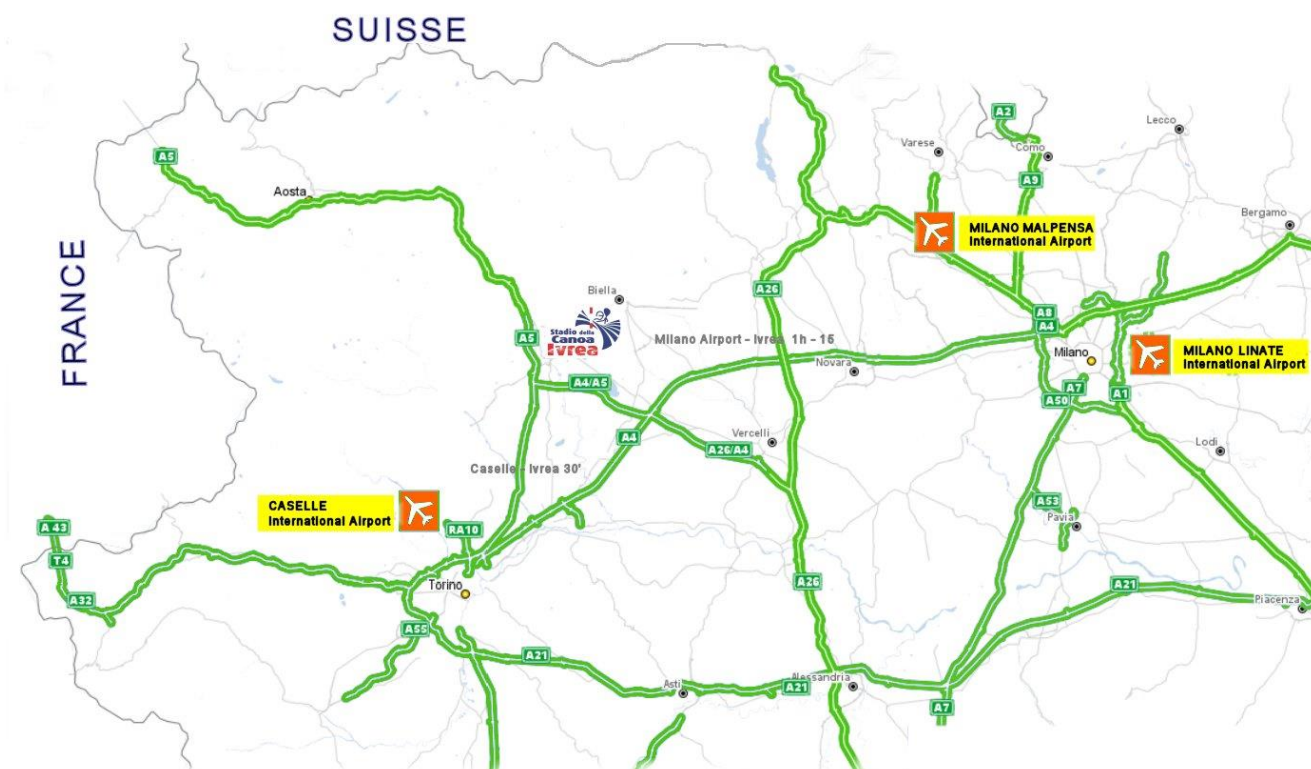 SUISSE
FRANCE
A5
Aosta
A2
Varese
Como
Lecco
A9
Bergamo
MILANO MALPENSA
International Airport
Biella
A26
A8
A4
Stadio della
Canoa
Ivrea
A5
Milano Airport - Ivrea 1h - 15
Novara
Milano
MILANO LINATE
International Airport
A4/A5
A7
A50
A1
A4
Vercelli
A26/A4
Lodi
Caselle - Ivrea 30'
CASELLE
International Airport
RA10
A53
Pavia
A 43
T4
A32
Torino
A26
A21
Piacenza
A55
A21
Asti
A21
Alessandria
A7